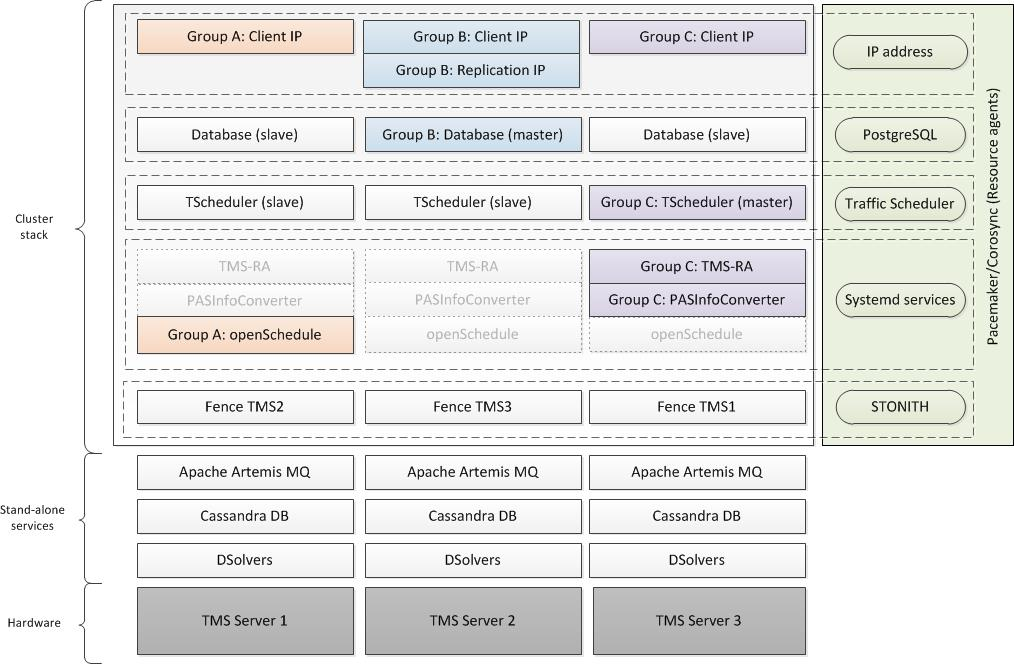 Group A: Client IP
Group B: Client IP
Group C: Client IP
IP address
Group B: Replication IP
Database (slave)
Group B: Database (master)
Database (slave)
PostgreSQL
TScheduler (slave)
TScheduler (slave)
Group C: TScheduler (master)
Traffic Scheduler
Cluster
stack
TMS-RA
TMS-RA
Group C: TMS-RA
PASInfoConverter
PASInfoConverter
Group C: PASInfoConverter
Systemd services
Group A: openSchedule
openSchedule
openSchedule
Pacemaker/Corosync (Resource agents)
Fence TMS2
Fence TMS3
Fence TMS1
STONITH
Apache Artemis MQ
Apache Artemis MQ
Apache Artemis MQ
Stand-alone
services
Cassandra DB
Cassandra DB
Cassandra DB
DSolvers
DSolvers
DSolvers
Hardware
TMS Server 1
TMS Server 2
TMS Server 3